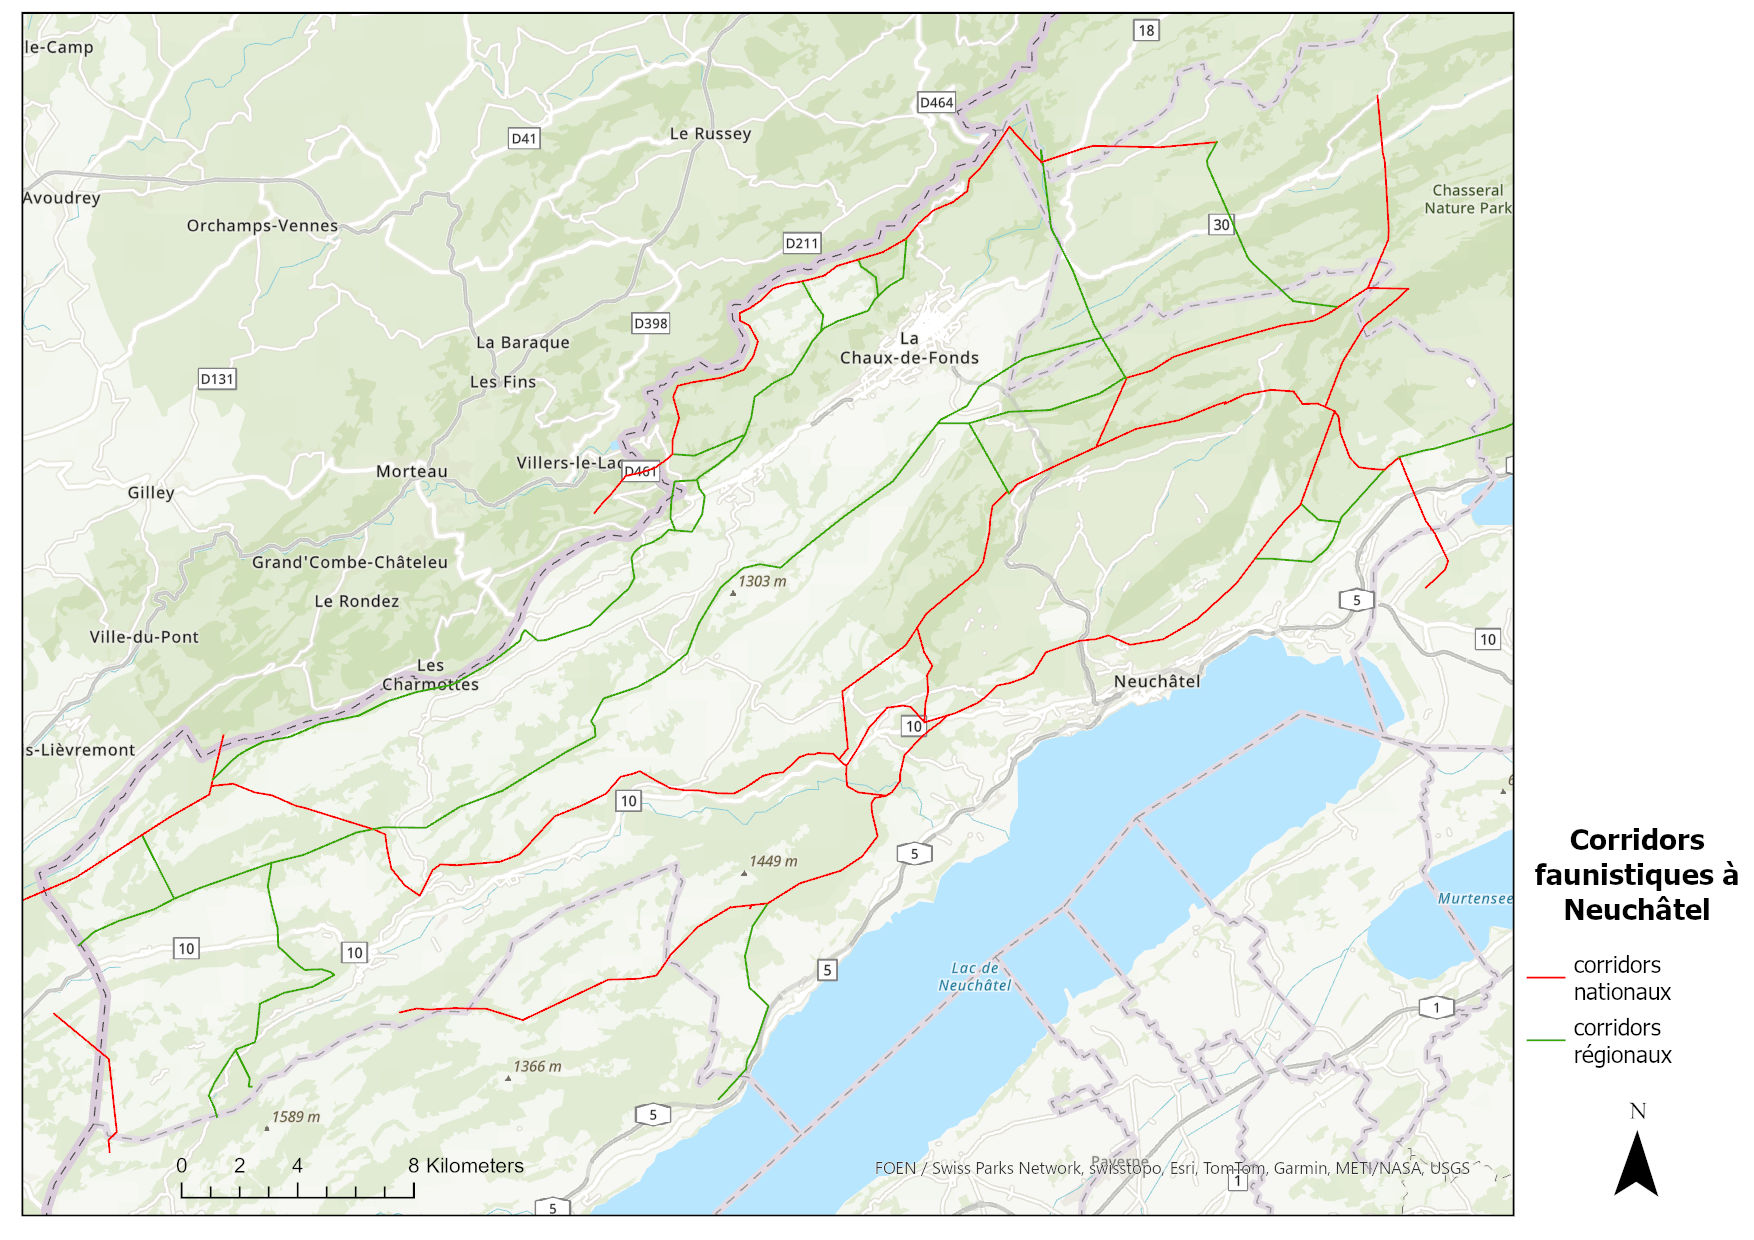 le-Camp
18
D464
D41
Le Russey
Avoudrey
Orchamps-Vennes
Chasseral
Nature Park
30
D211
D398
La Baraque
La
Chaux-de-Fonds
D131
Les Fins
Villers-le-Lac
D461
Morteau
Gilley
Grand'Combe-Châteleu
1303 m
Le Rondez
5
Ville-du-Pont
10
Les
Charmottes
Neuchâtel
10
s-Lièvremont
10
6
Corridors
faunistiques à
Neuchâtel
5
1449 m
Murtensee
10
10
5
Lac de
Neuchâtel
corridors
nationaux
1
corridors
régionaux
1366 m
5
1589 m
N
0 2 4 8 Kilometers
Payerne
FOEN / Swiss Parks Network, swisstopo, Esri, TomTom, Garmin, METI/NASA, USGS
1
5